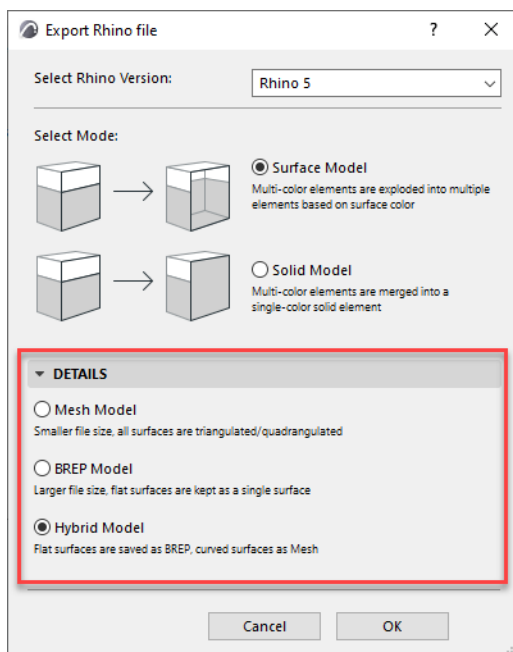 Export Rhino file
?
Select Rhino Version:
Rhino 5
Select Mode:
Surface Model
Multi-color elements are exploded into multiple
elements based on surface color
Solid Model
Multi-color elements are merged into a
single-color solid element
DETAILS
Mesh Model
Smaller file size, all surfaces are triangulated/quadrangulated
BREP Model
Larger file size, flat surfaces are kept as a single surface
Hybrid Model
Flat surfaces are saved as BREP, curved surfaces as Mesh
Cancel
OK